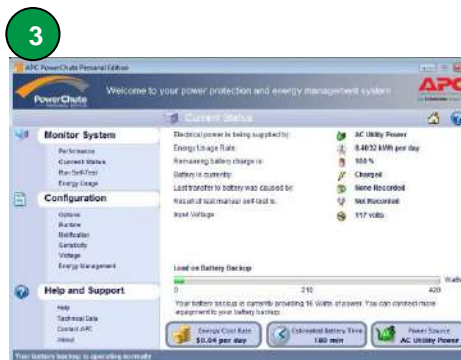 3
APC PowerChute Personal Edition
PowerChute
PERSONAL EDITION
Welcome to your power protection and energy management system
APC
by Schneider Electric
Current Status
Monitor System
Performance
Current Status
Run Self-Test
Energy Usage
Configuration
Options
Runtime
Notification
Sensitivity
Voltage
Energy Management
Help and Support
Help
Technical Data
Contact APC
About
Electrical power is being supplied by: AC Utility Power
Energy Usage Rate: 0.4032 kWh per day
Remaining battery charge is: 100 %
Battery is currently: Charged
Last transfer to battery was caused by: None Recorded
Result of last manual self-test is: Not Recorded
Input Voltage 117 volts
Load on Battery Backup
Watts
0 210 420
Your battery backup is currently providing 16 Watts of power. You can connect more
equipment to your battery backup.
Energy Cost Rate
$0.04 per day
Estimated Battery Time
180 min
Power Source
AC Utility Power
Your battery backup is operating normally